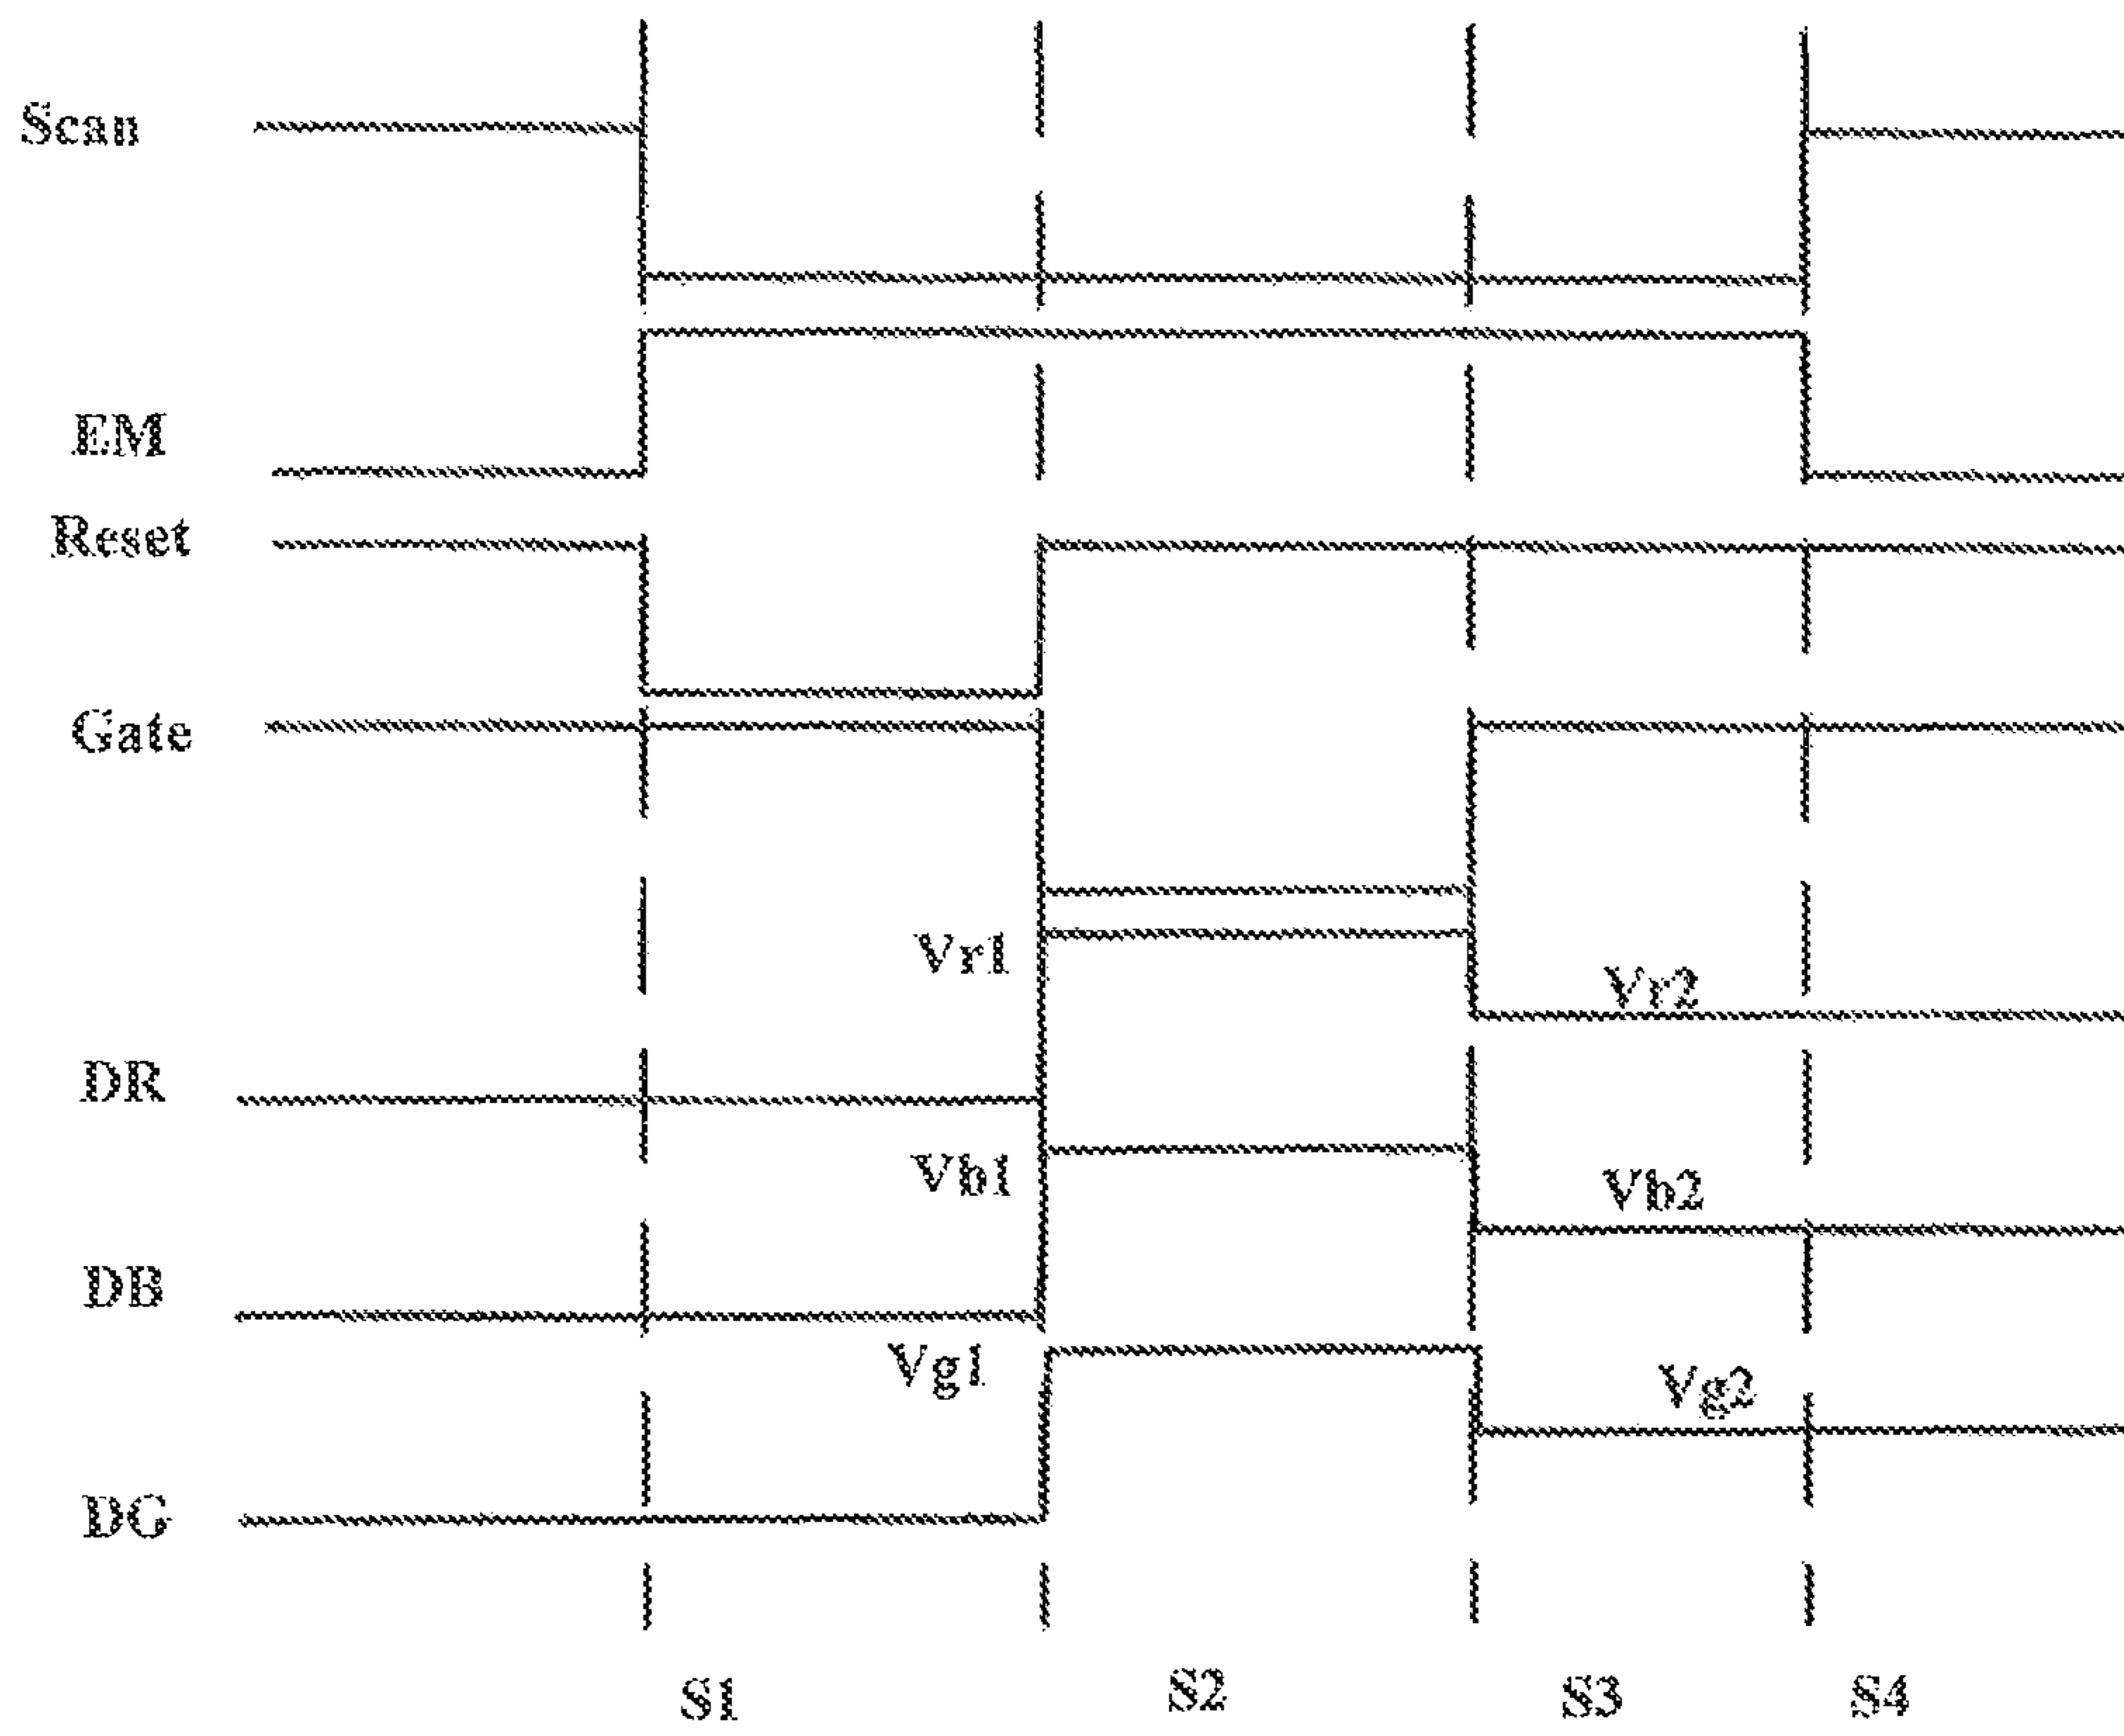 Scan
EM
Reset
Gate
Vr1
Vr2
DR
Vb1
Vb2
DB
Vg1
Vg2
DG
S1 S2 S3 S4